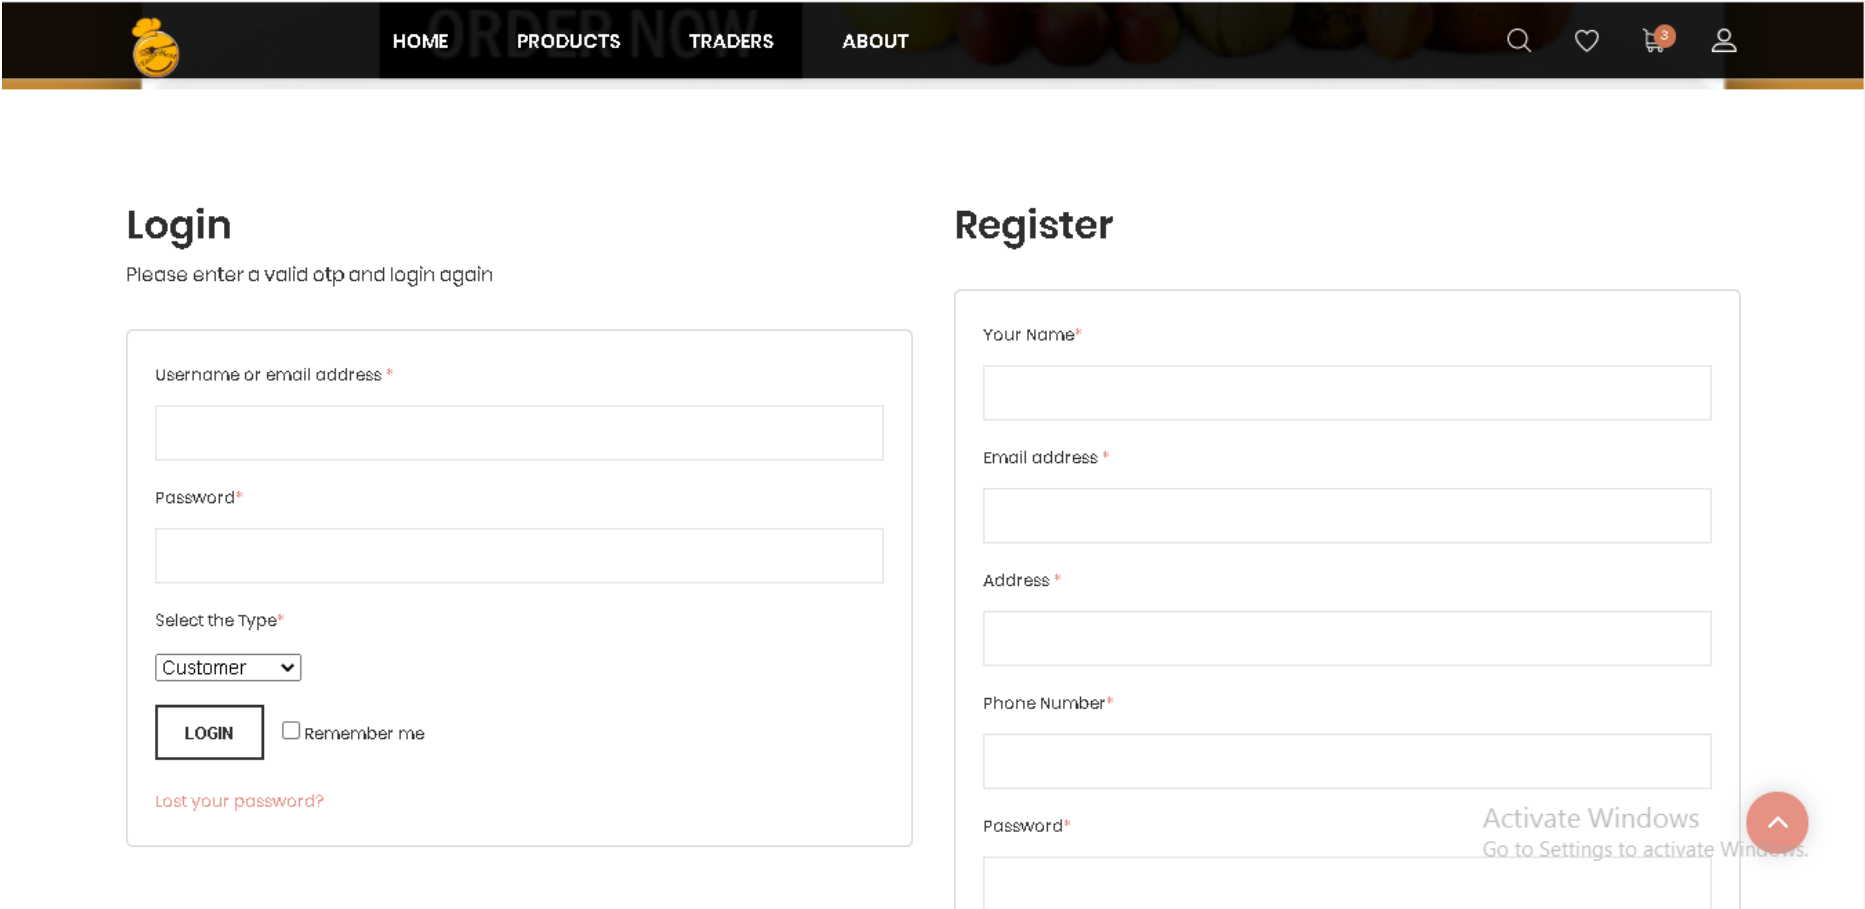 ORDER NOW
HOME PRODUCTS TRADERS ABOUT
3
Login
Please enter a valid otp and login again
Username or email address *
Password*
Select the Type*
Customer
LOGIN Remember me
Lost your password?
Register
Your Name*
Email address *
Address *
Phone Number*
Password*
Activate Windows
Go to Settings to activate Windows.